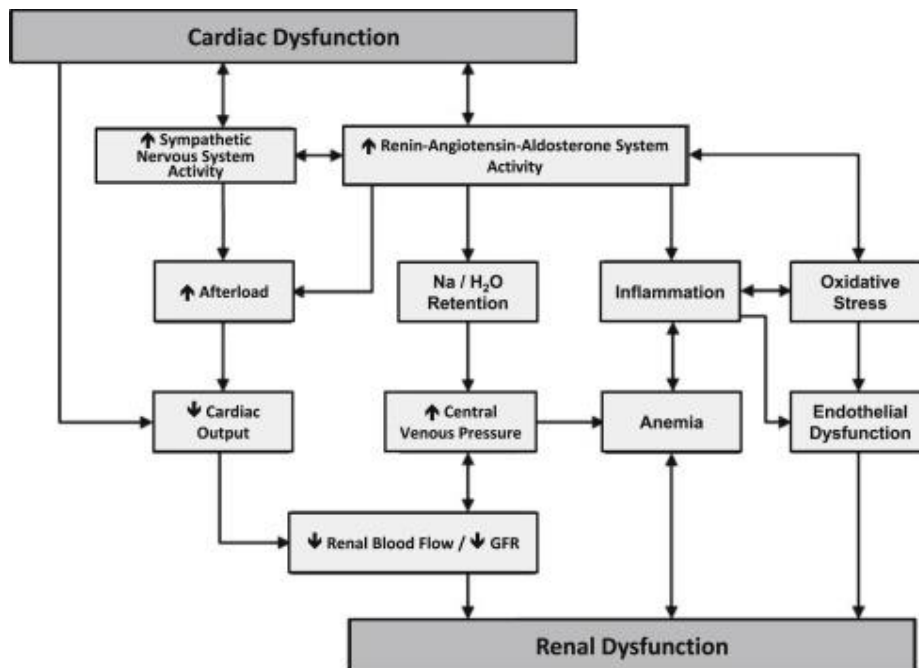 Cardiac Dysfunction
↑ Sympathetic
Nervous System
Activity
↑ Renin-Angiotensin-Aldosterone System
Activity
↑ Afterload
Na / H₂O
Retention
Inflammation
Oxidative
Stress
↓ Cardiac
Output
↑ Central
Venous Pressure
Anemia
Endothelial
Dysfunction
↓ Renal Blood Flow / ↓ GFR
Renal Dysfunction